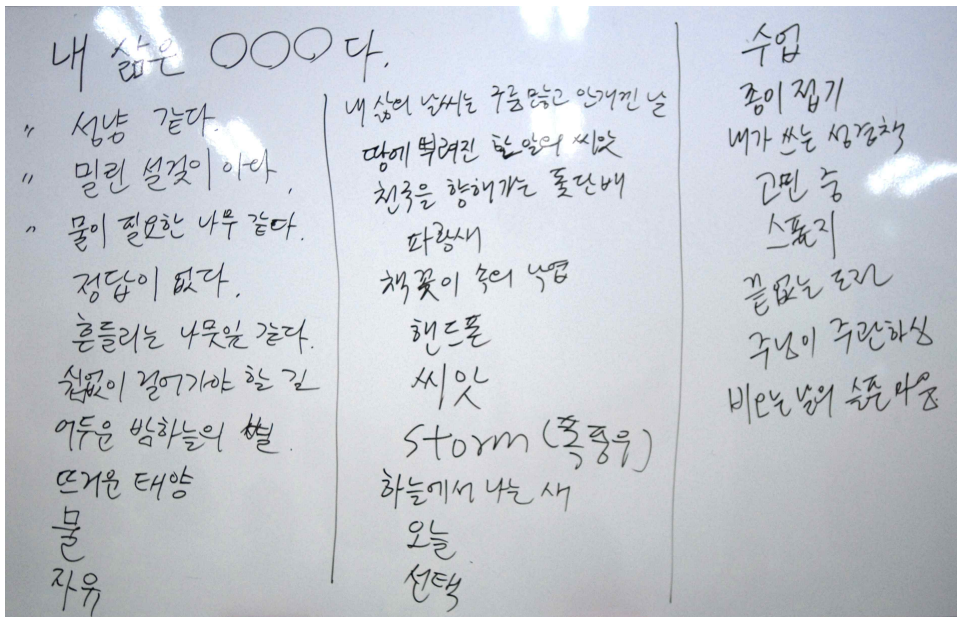 내 삶은 ○○○다.
" 성냥 같다.
" 밀린 설겆이 이다.
" 물이 필요한 나무 같다.
정답이 없다.
흔들리는 나뭇잎 같다.
쉼없이 걸어가야 할 길
어두운 밤하늘의 별
뜨거운 태양
물
자유
내 삶의 날씨는 구름 많고 안개낀 날
땅에 뿌려진 한 알의 씨앗
천국을 향해가는 돛단배
파랑새
책꽂이 속의 낙엽
핸드폰
씨앗
storm (폭풍우)
하늘에서 나는 새
오늘
선택
수업
종이 접기
내가 쓰는 성경책
고민 중
스폰지
끝없는 도전
주님이 주관하심
비오는 날의 슬픈 마음